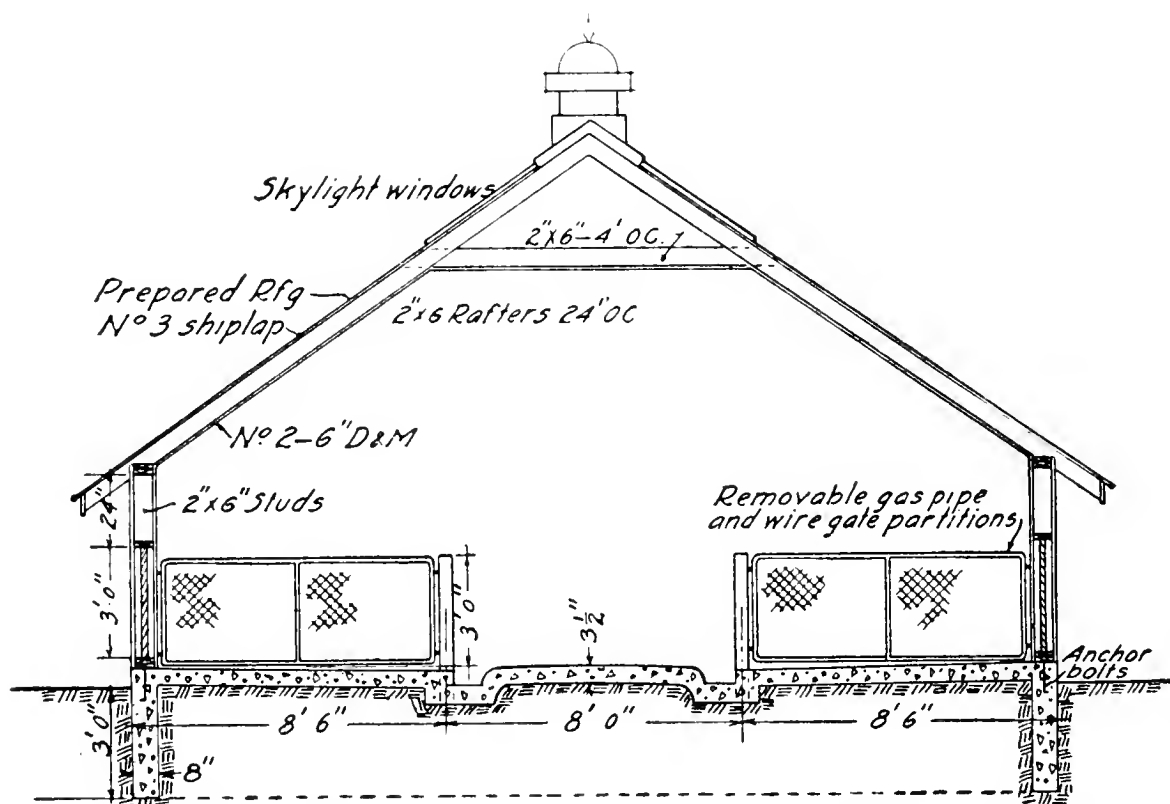 Skylight windows
2"x6"-4' OC.
Prepared Rfg
Nº 3 shiplap
2"x6 Rafters 24" OC
Nº 2-6" D&M
24"
2"x6" Studs
Removable gas pipe
and wire gate partitions
3'0"
3'0"
3½"
Anchor
bolts
3'0"
8'6"
8'0"
8'6"
8"